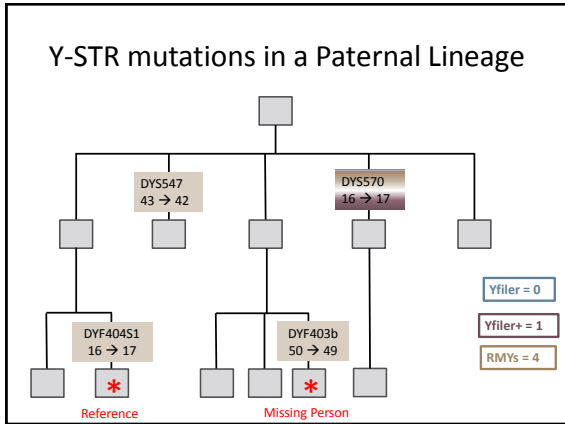 Y-STR mutations in a Paternal Lineage
DYS547
43 → 42
DYS570
16 → 17
Yfiler = 0
Yfiler+ = 1
RMYs = 4
DYF404S1
16 → 17
DYF403b
50 → 49
*
*
Reference
Missing Person